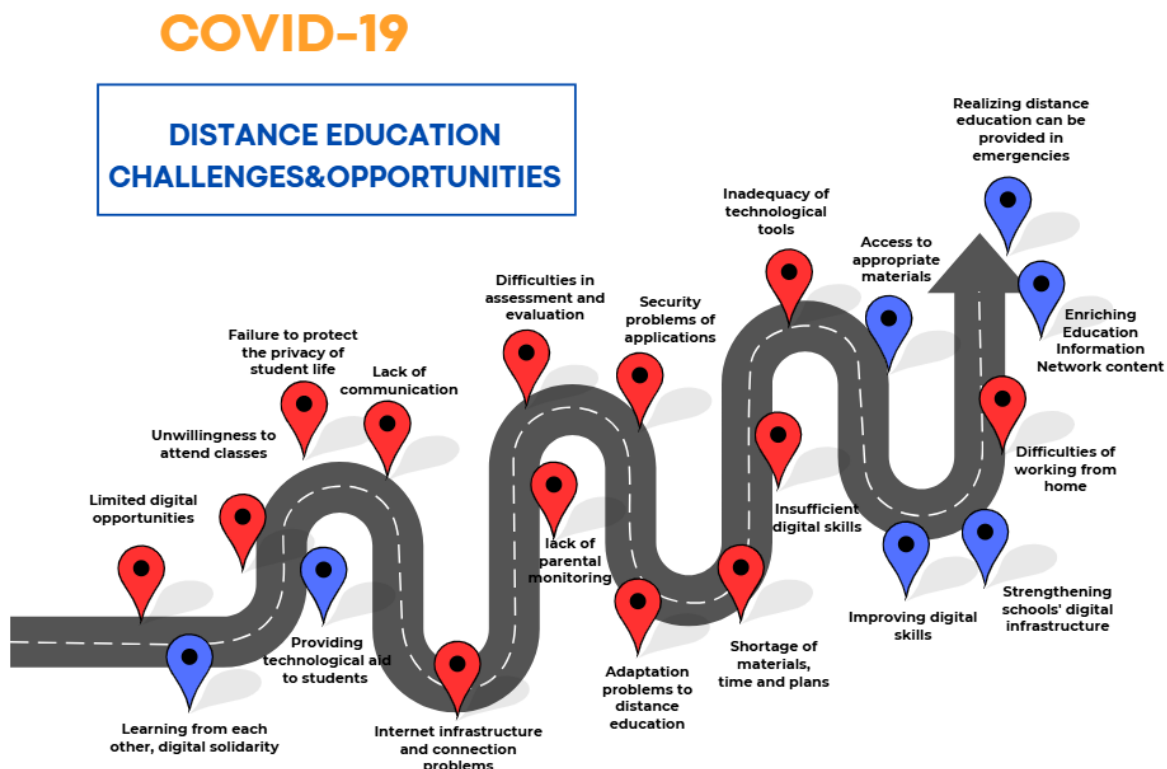 COVID-19
DISTANCE EDUCATION
CHALLENGES&OPPORTUNITIES
Limited digital
opportunities
Learning from each
other, digital solidarity
Unwillingness to
attend classes
Failure to protect
the privacy of
student life
Providing
technological aid
to students
Lack of
communication
Internet infrastructure
and connection
problems
Difficulties in
assessment and
evaluation
lack of
parental
monitoring
Security
problems of
applications
Adaptation
problems to
distance
education
Shortage of
materials,
time and plans
Inadequacy of
technological
tools
Insufficient
digital skills
Access to
appropriate
materials
Improving digital
skills
Strengthening
schools' digital
infrastructure
Difficulties of
working from
home
Enriching
Education
Information
Network content
Realizing distance
education can be
provided in
emergencies